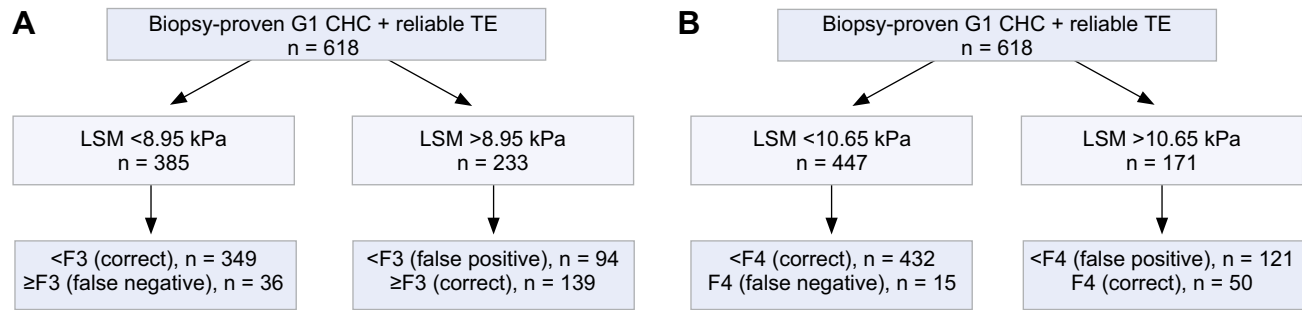 A
Biopsy-proven G1 CHC + reliable TE
n = 618
LSM <8.95 kPa
n = 385
LSM >8.95 kPa
n = 233
<F3 (correct), n = 349
≥F3 (false negative), n = 36
<F3 (false positive), n = 94
≥F3 (correct), n = 139
B
Biopsy-proven G1 CHC + reliable TE
n = 618
LSM <10.65 kPa
n = 447
LSM >10.65 kPa
n = 171
<F4 (correct), n = 432
F4 (false negative), n = 15
<F4 (false positive), n = 121
F4 (correct), n = 50